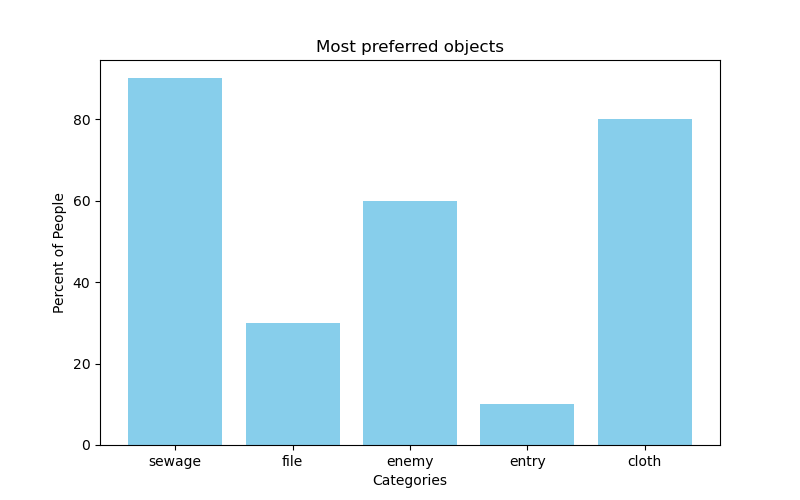 Most preferred objects
Percent of People
80
60
40
20
0
sewage file enemy entry cloth
Categories